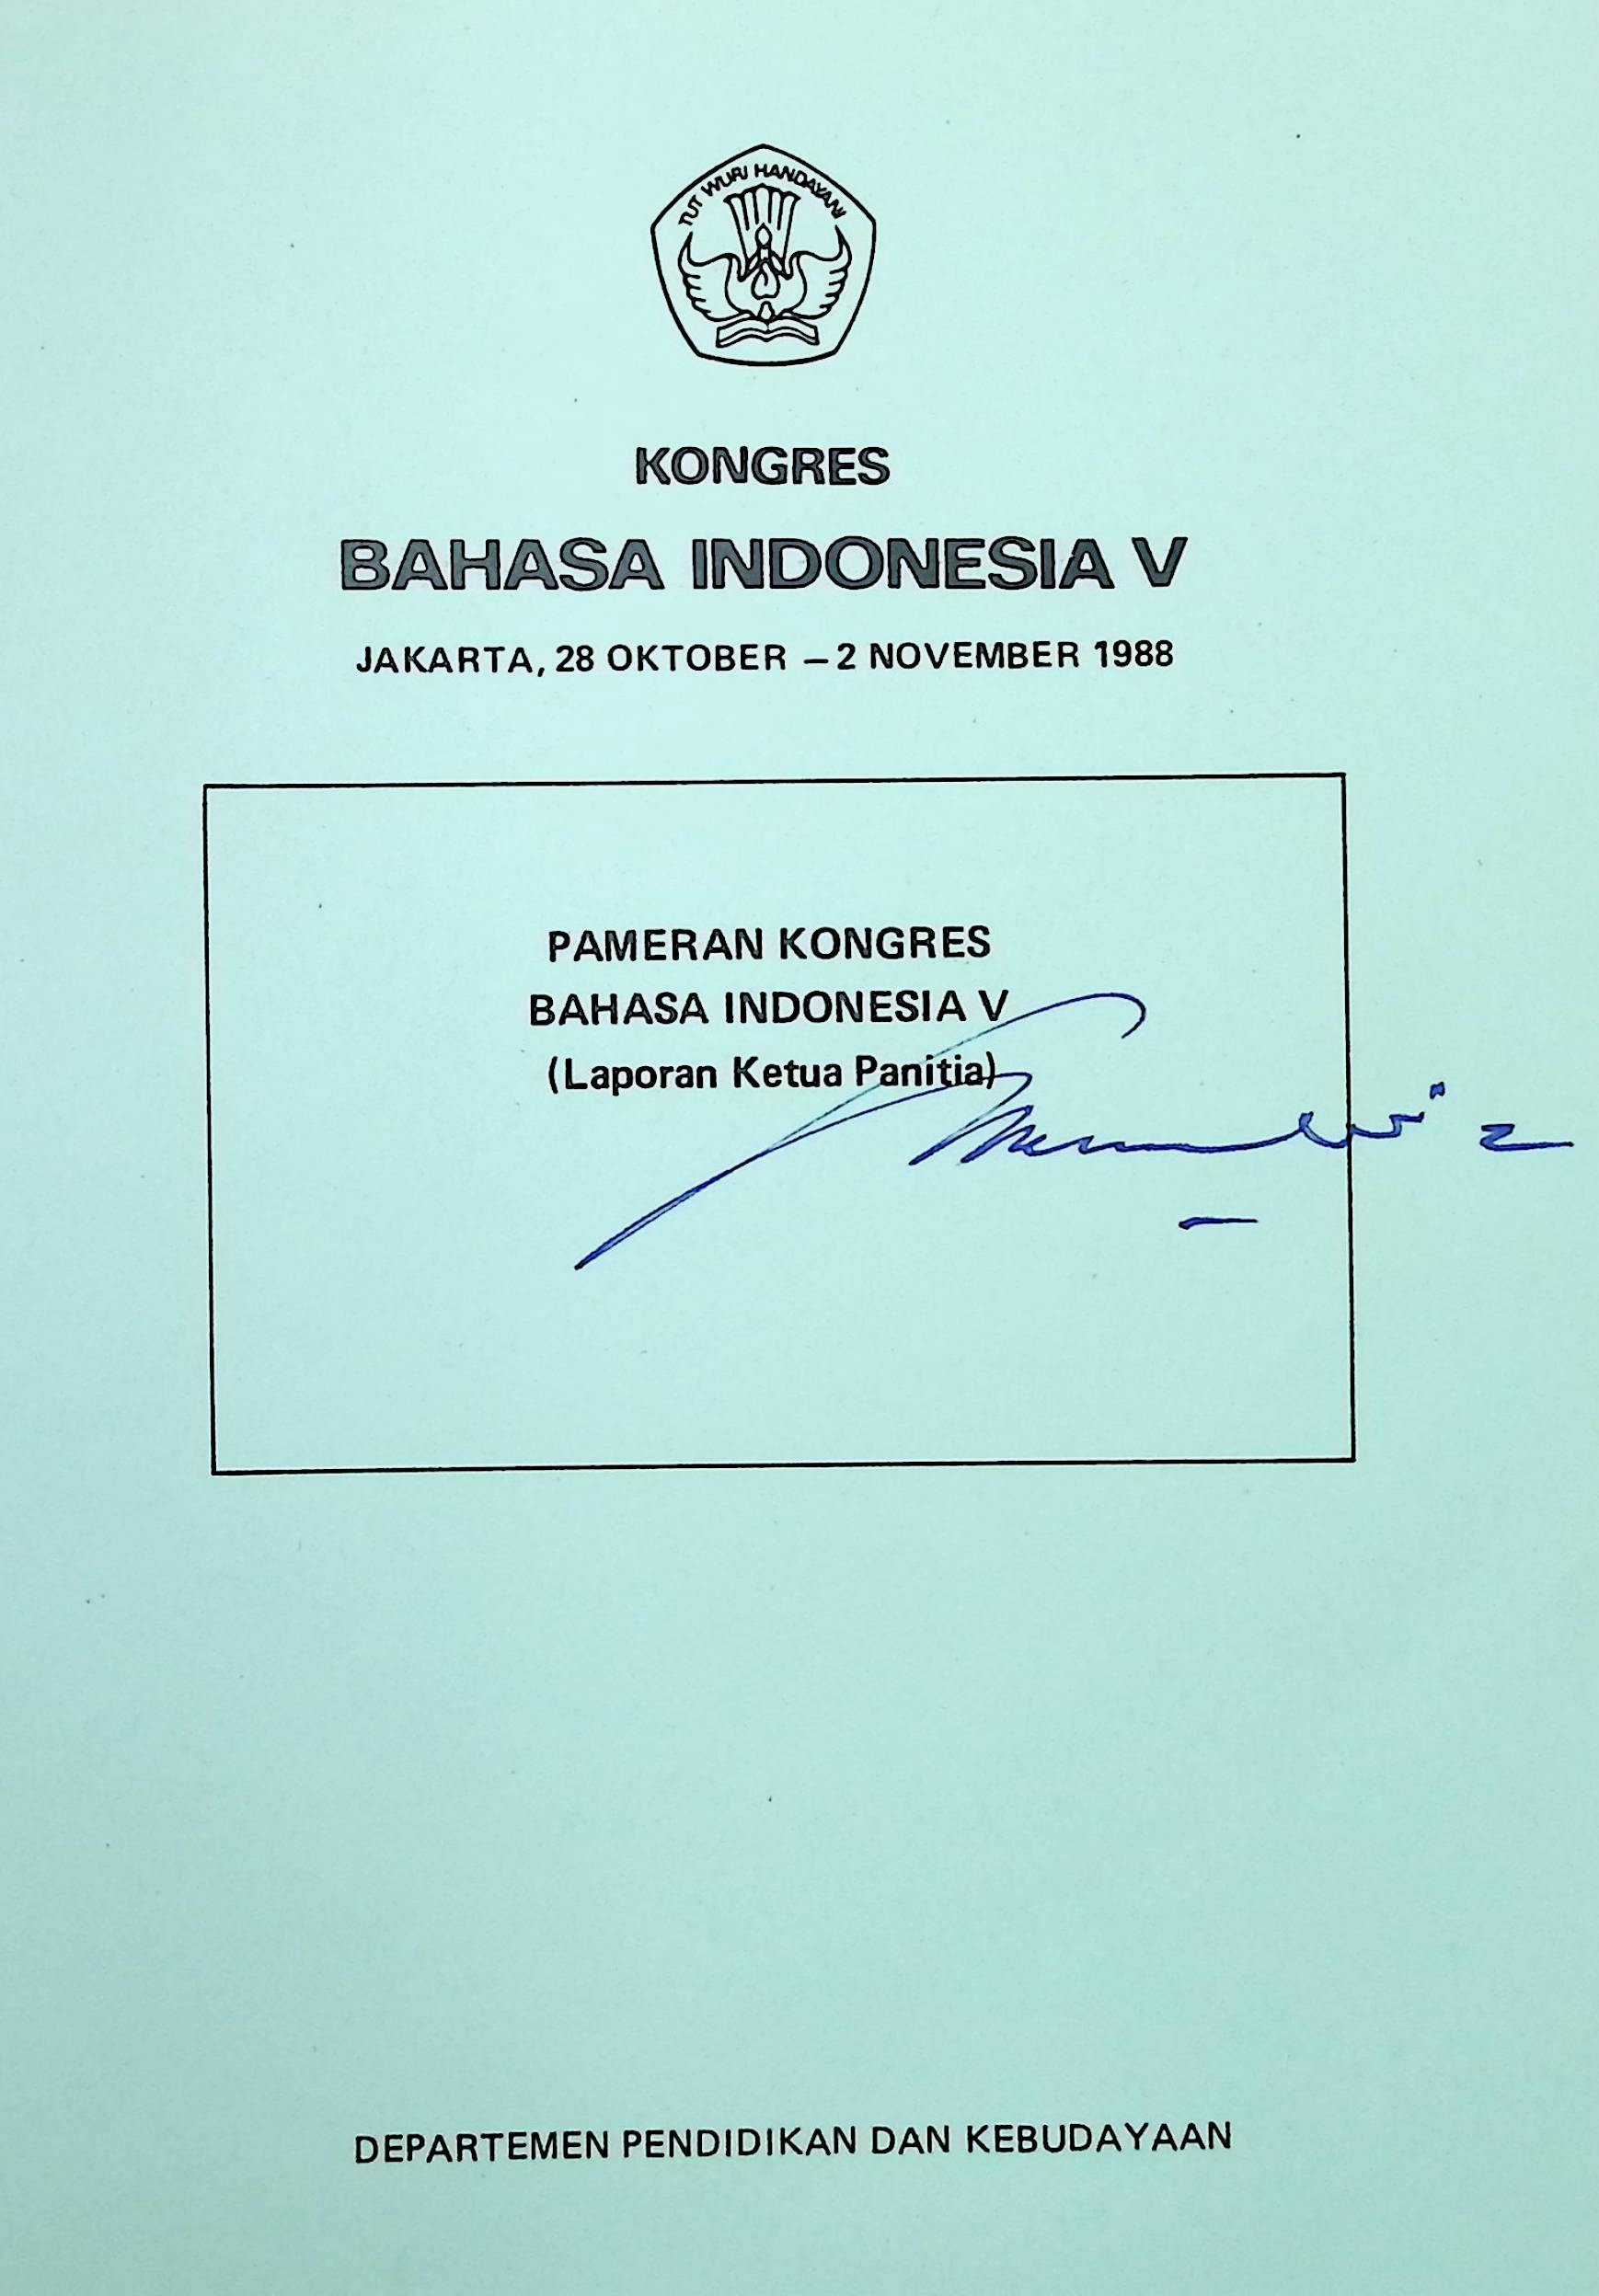 TUT WURI HANDAYANI
KONGRES
BAHASA INDONESIA V
JAKARTA, 28 OKTOBER – 2 NOVEMBER 1988
PAMERAN KONGRES
BAHASA INDONESIA V
(Laporan Ketua Panitia)
DEPARTEMEN PENDIDIKAN DAN KEBUDAYAAN